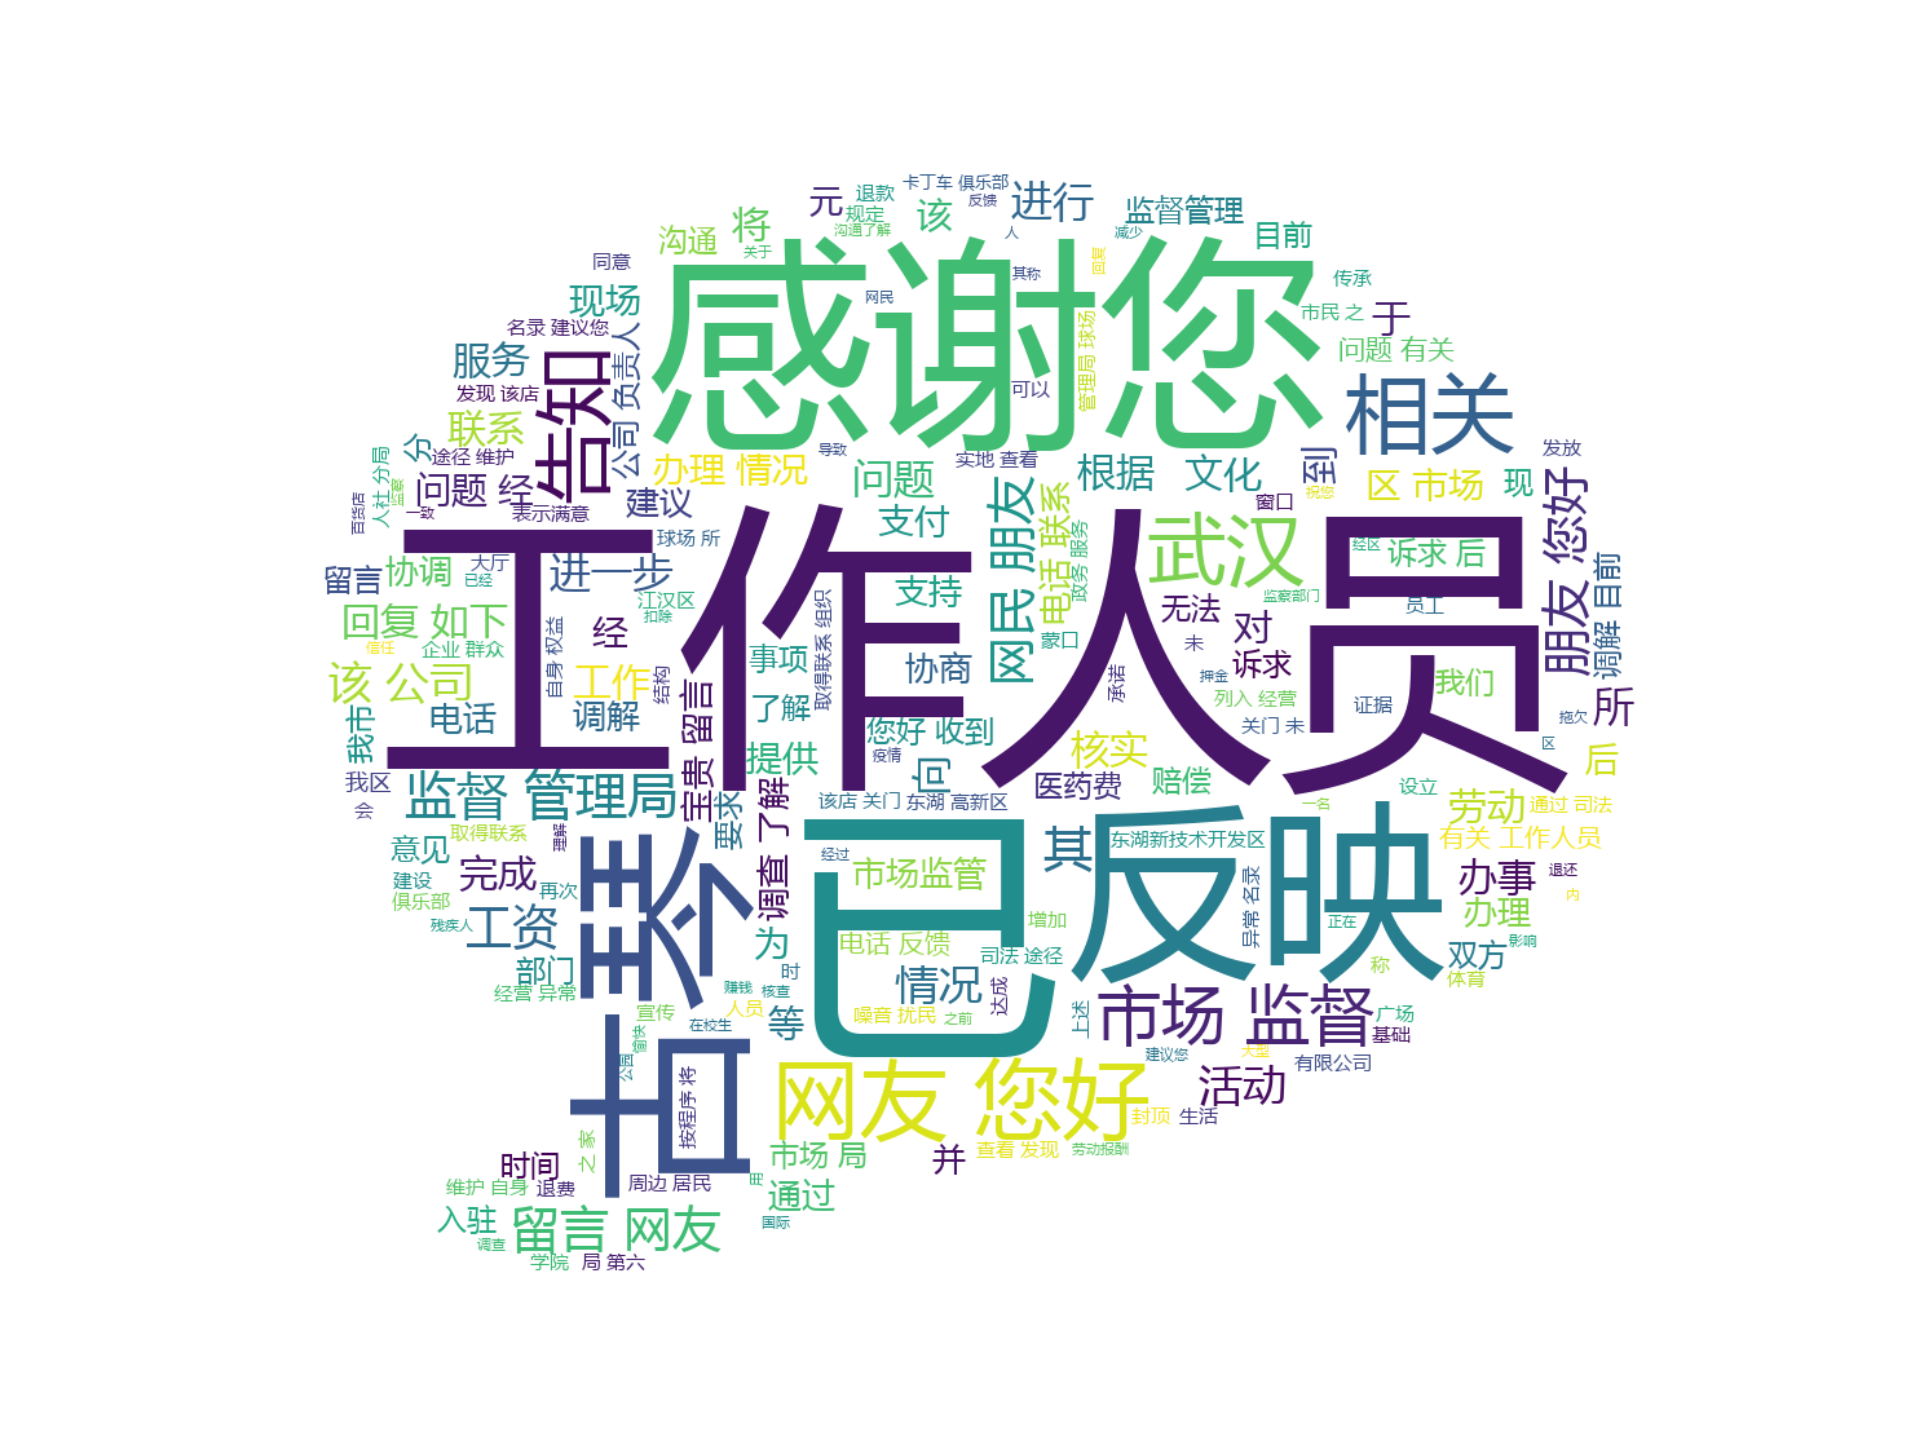 卡丁车 俱乐部
退款
元
反馈
进行
监督管理
将
规定
该
沟通了解
人
减少
沟通
关于
目前
同意
感谢您
其称
回复
传承
现场
网民
市民 之
于
名录 建议您
管理局 球场
问题 有关
服务
告知
公司 负责人
可以
相关
发现 该店
联系
分
导致
发放
途径 维护
办理 情况
实地 查看
根据
文化
到
人社 分局
监察
问题 经
问题
区 市场
现
朋友 您好
百货店
一致
表示满意
建议
支付
网民 朋友
电话 联系
窗口
球场 所
工作人员
武汉
经区
诉求 后
留言
协调
大厅
已经
进一步
支持
政务 服务
监察部门
目前
调解
江汉区
扣除
取得联系 组织
无法
员工
回复 如下
经
对
蒙口
未
企业 群众
信任
自身 权益
事项
协商
诉求
该 公司
工作
结构
宝贵 留言
了解
承诺
押金
列入 经营
我们
证据
所
我市
电话
调解
您好 收到
关门 未
拖欠
区
疫情
核实
提供
向
后
我区
会
监督 管理局
医药费
赔偿
设立
该店 关门
东湖 高新区
一名
劳动
通过 司法
取得联系
理解
要求
调查 了解
其
东湖新技术开发区
有关 工作人员
意见
经过
已
反映
建设
完成
再次
琴
市场监管
异常 名录
办事
退还
内
俱乐部
残疾人
工资
增加
正在
办理
影响
为
电话 反馈
司法 途径
双方
部门
时
称
体育
经营 异常
赚钱
核查
情况
达成
宣传
人员
等
噪音 扰民
之前
上述
市场 监督
广场
基础
在校生
愉快
公园
古
建议您
大型
有限公司
按程序 将
网友 您好
活动
封顶
生活
之 家
市场 局
并
查看 发现
劳动报酬
时间
维护 自身
退费
周边 居民
用
通过
入驻
留言 网友
国际
调查
学院
局 第六